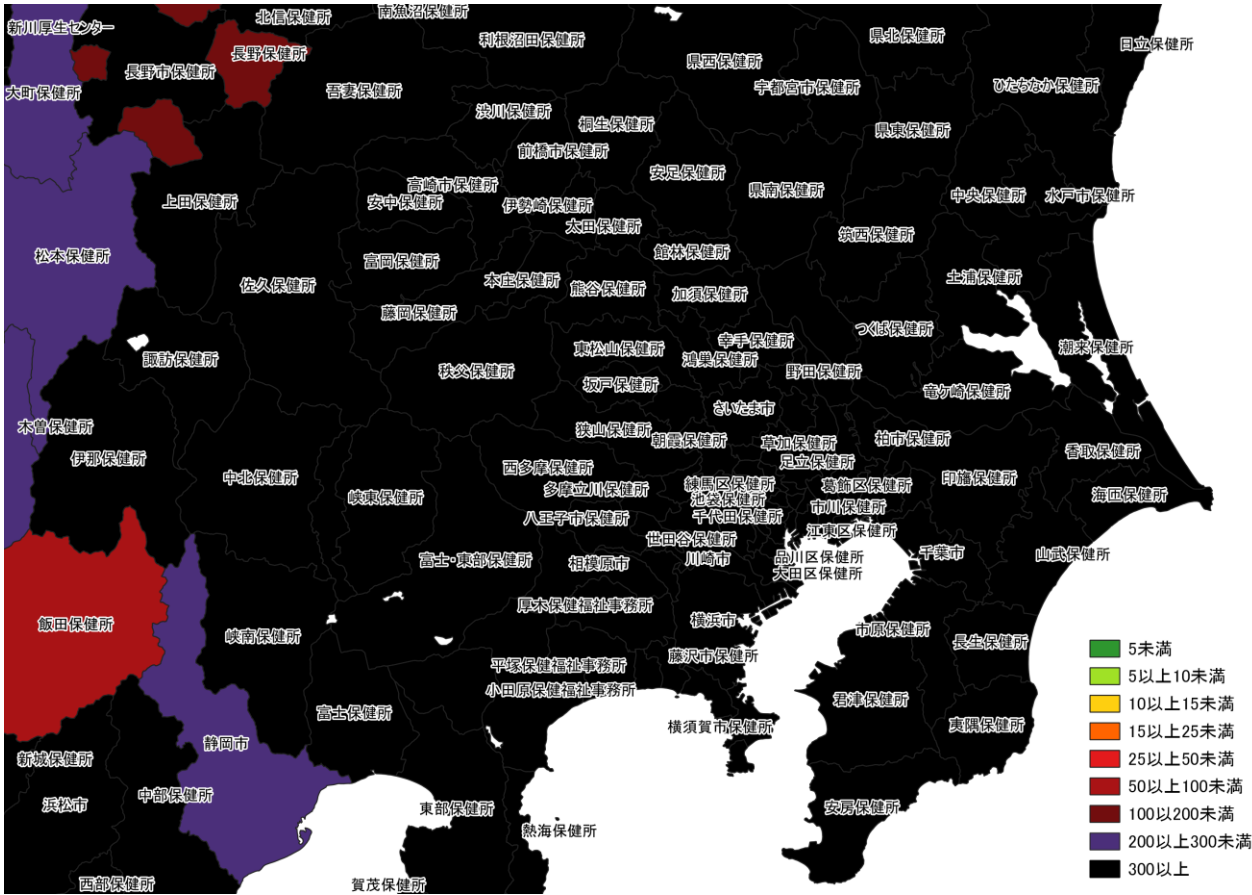 新川厚生センター
北信保健所
南魚沼保健所
長野保健所
利根沼田保健所
県北保健所
日立保健所
長野市保健所
県西保健所
大町保健所
吾妻保健所
宇都宮市保健所
ひたちなか保健所
渋川保健所
桐生保健所
県東保健所
前橋市保健所
安足保健所
高崎市保健所
県南保健所
中央保健所
水戸市保健所
上田保健所
安中保健所
伊勢崎保健所
太田保健所
筑西保健所
松本保健所
富岡保健所
館林保健所
佐久保健所
本庄保健所
熊谷保健所
加須保健所
土浦保健所
藤岡保健所
つくば保健所
諏訪保健所
東松山保健所
幸手保健所
鴻巣保健所
潮来保健所
秩父保健所
坂戸保健所
野田保健所
竜ケ崎保健所
さいたま市
木曽保健所
狭山保健所
朝霞保健所
草加保健所
柏市保健所
伊那保健所
足立保健所
香取保健所
中北保健所
西多摩保健所
練馬区保健所
葛飾区保健所
印旛保健所
峡東保健所
多摩立川保健所
池袋保健所
海匝保健所
八王子市保健所
千代田保健所
市川保健所
世田谷保健所
江東区保健所
富士・東部保健所
相模原市
川崎市
品川区保健所
千葉市
山武保健所
大田区保健所
厚木保健福祉事務所
飯田保健所
横浜市
市原保健所
峡南保健所
長生保健所
藤沢市保健所
平塚保健福祉事務所
小田原保健福祉事務所
君津保健所
富士保健所
横須賀市保健所
夷隅保健所
静岡市
新城保健所
中部保健所
浜松市
東部保健所
安房保健所
熱海保健所
西部保健所
賀茂保健所
5未満
5以上10未満
10以上15未満
15以上25未満
25以上50未満
50以上100未満
100以200未満
200以上300未満
300以上